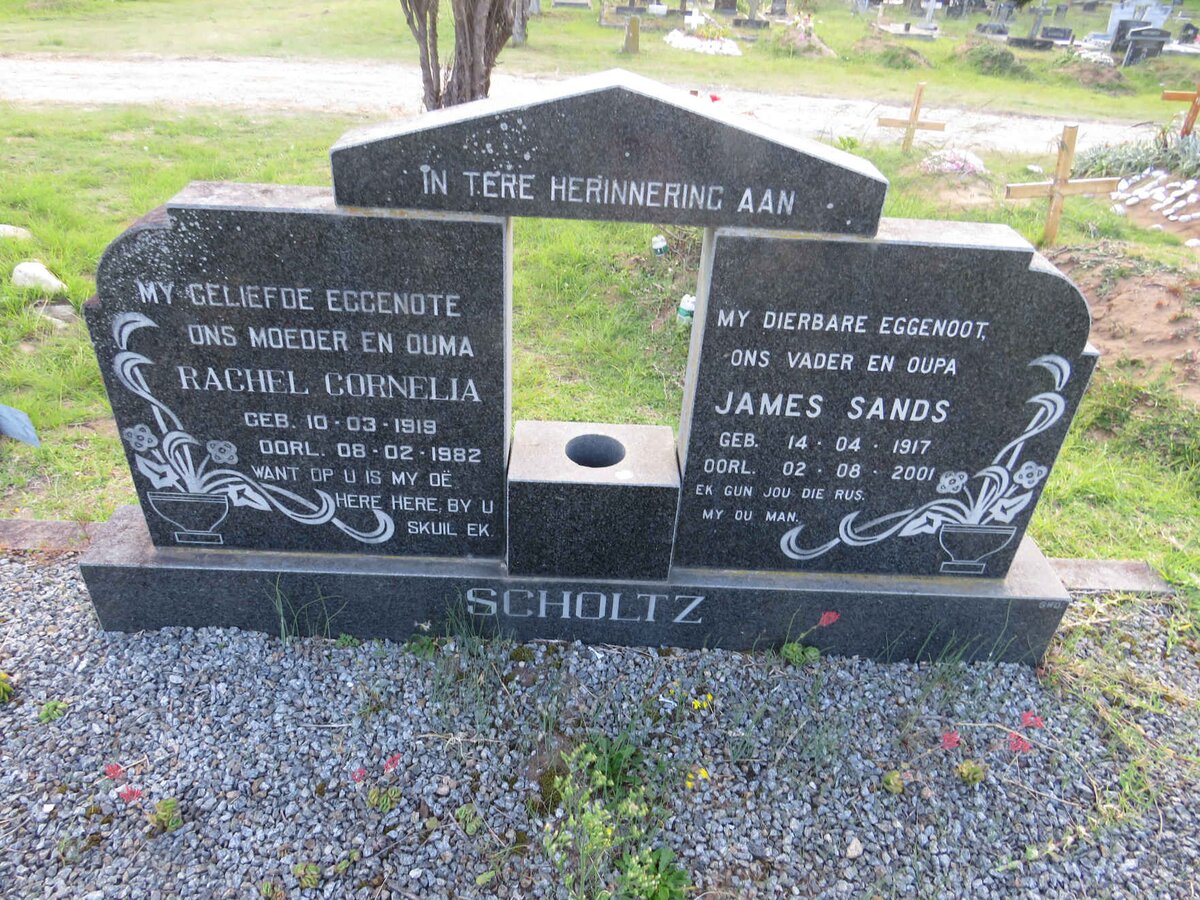 IN TERE HERINNERING AAN
MY GELIEFDE EGGENOTE
ONS MOEDER EN OUMA
RACHEL CORNELIA
GEB. 10-03-1919
OORL. 08-02-1982
WANT OP U IS MY OË
HERE HERE, BY U
SKUIL EK.
MY DIERBARE EGGENOOT,
ONS VADER EN OUPA
JAMES SANDS
GEB. 14-04-1917
OORL. 02-08-2001
EK GUN JOU DIE RUS.
MY OU MAN.
SCHOLTZ